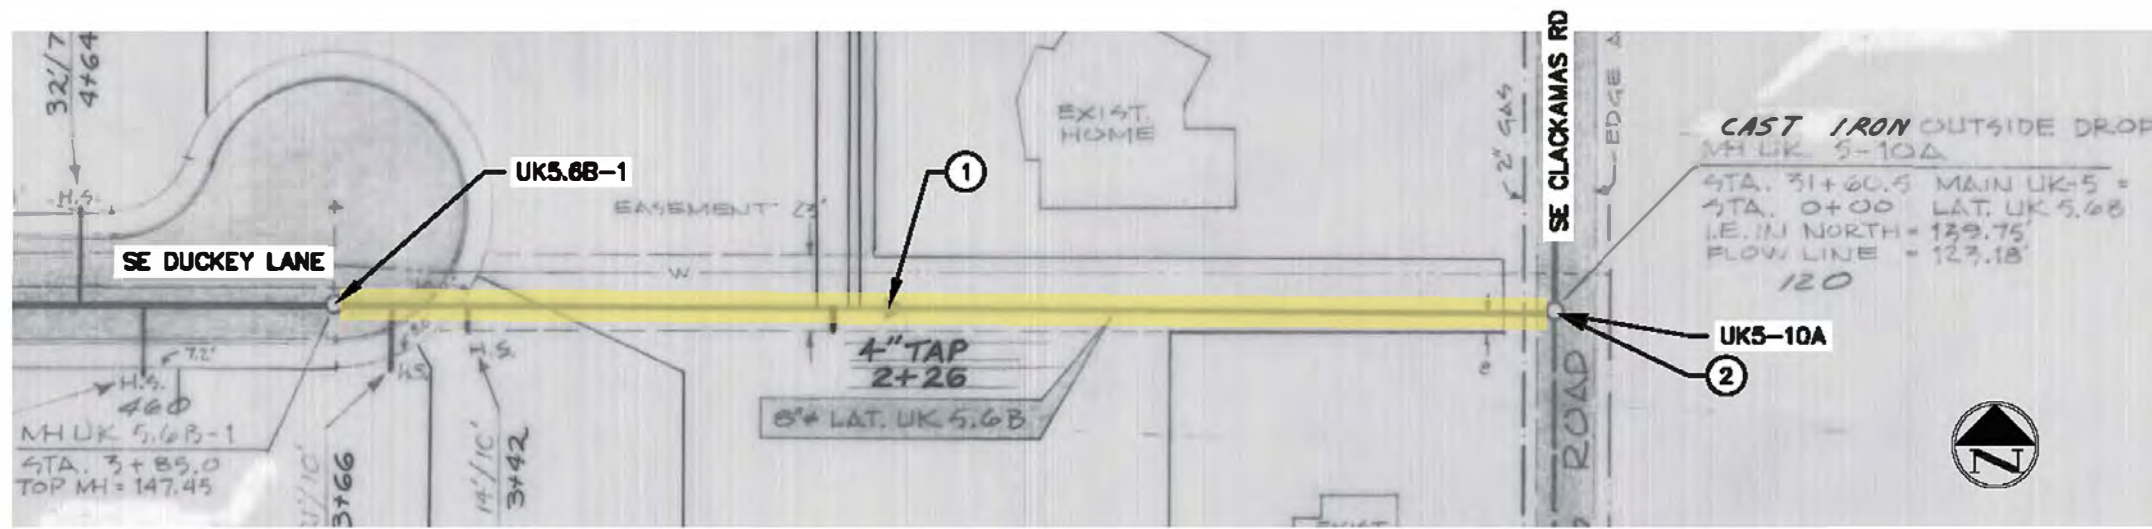 32'/7
4+64
H.S.
SE DUCKEY LANE
UK5.6B-1
1
EASEMENT 25'
W
EXIST.
HOME
2" GAS
SE CLACKAMAS RD
EDGE
CAST IRON OUTSIDE DROP
MH UK 5-10A
STA. 31+60.5 MAIN UK-5 =
STA. 0+00 LAT. UK 5.6B
I.E. IN NORTH = 139.75'
FLOW LINE = 123.18'
120
UK5-10A
2
ROAD
N
4" TAP
2+26
8"ø LAT. UK 5.6B
7.2'
H.S.
460
H.S.
H.S.
8'
MH UK 5.6B-1
STA. 3+85.0
TOP MH = 147.45
/10'
3+66
14'/10'
3+42
EXIST